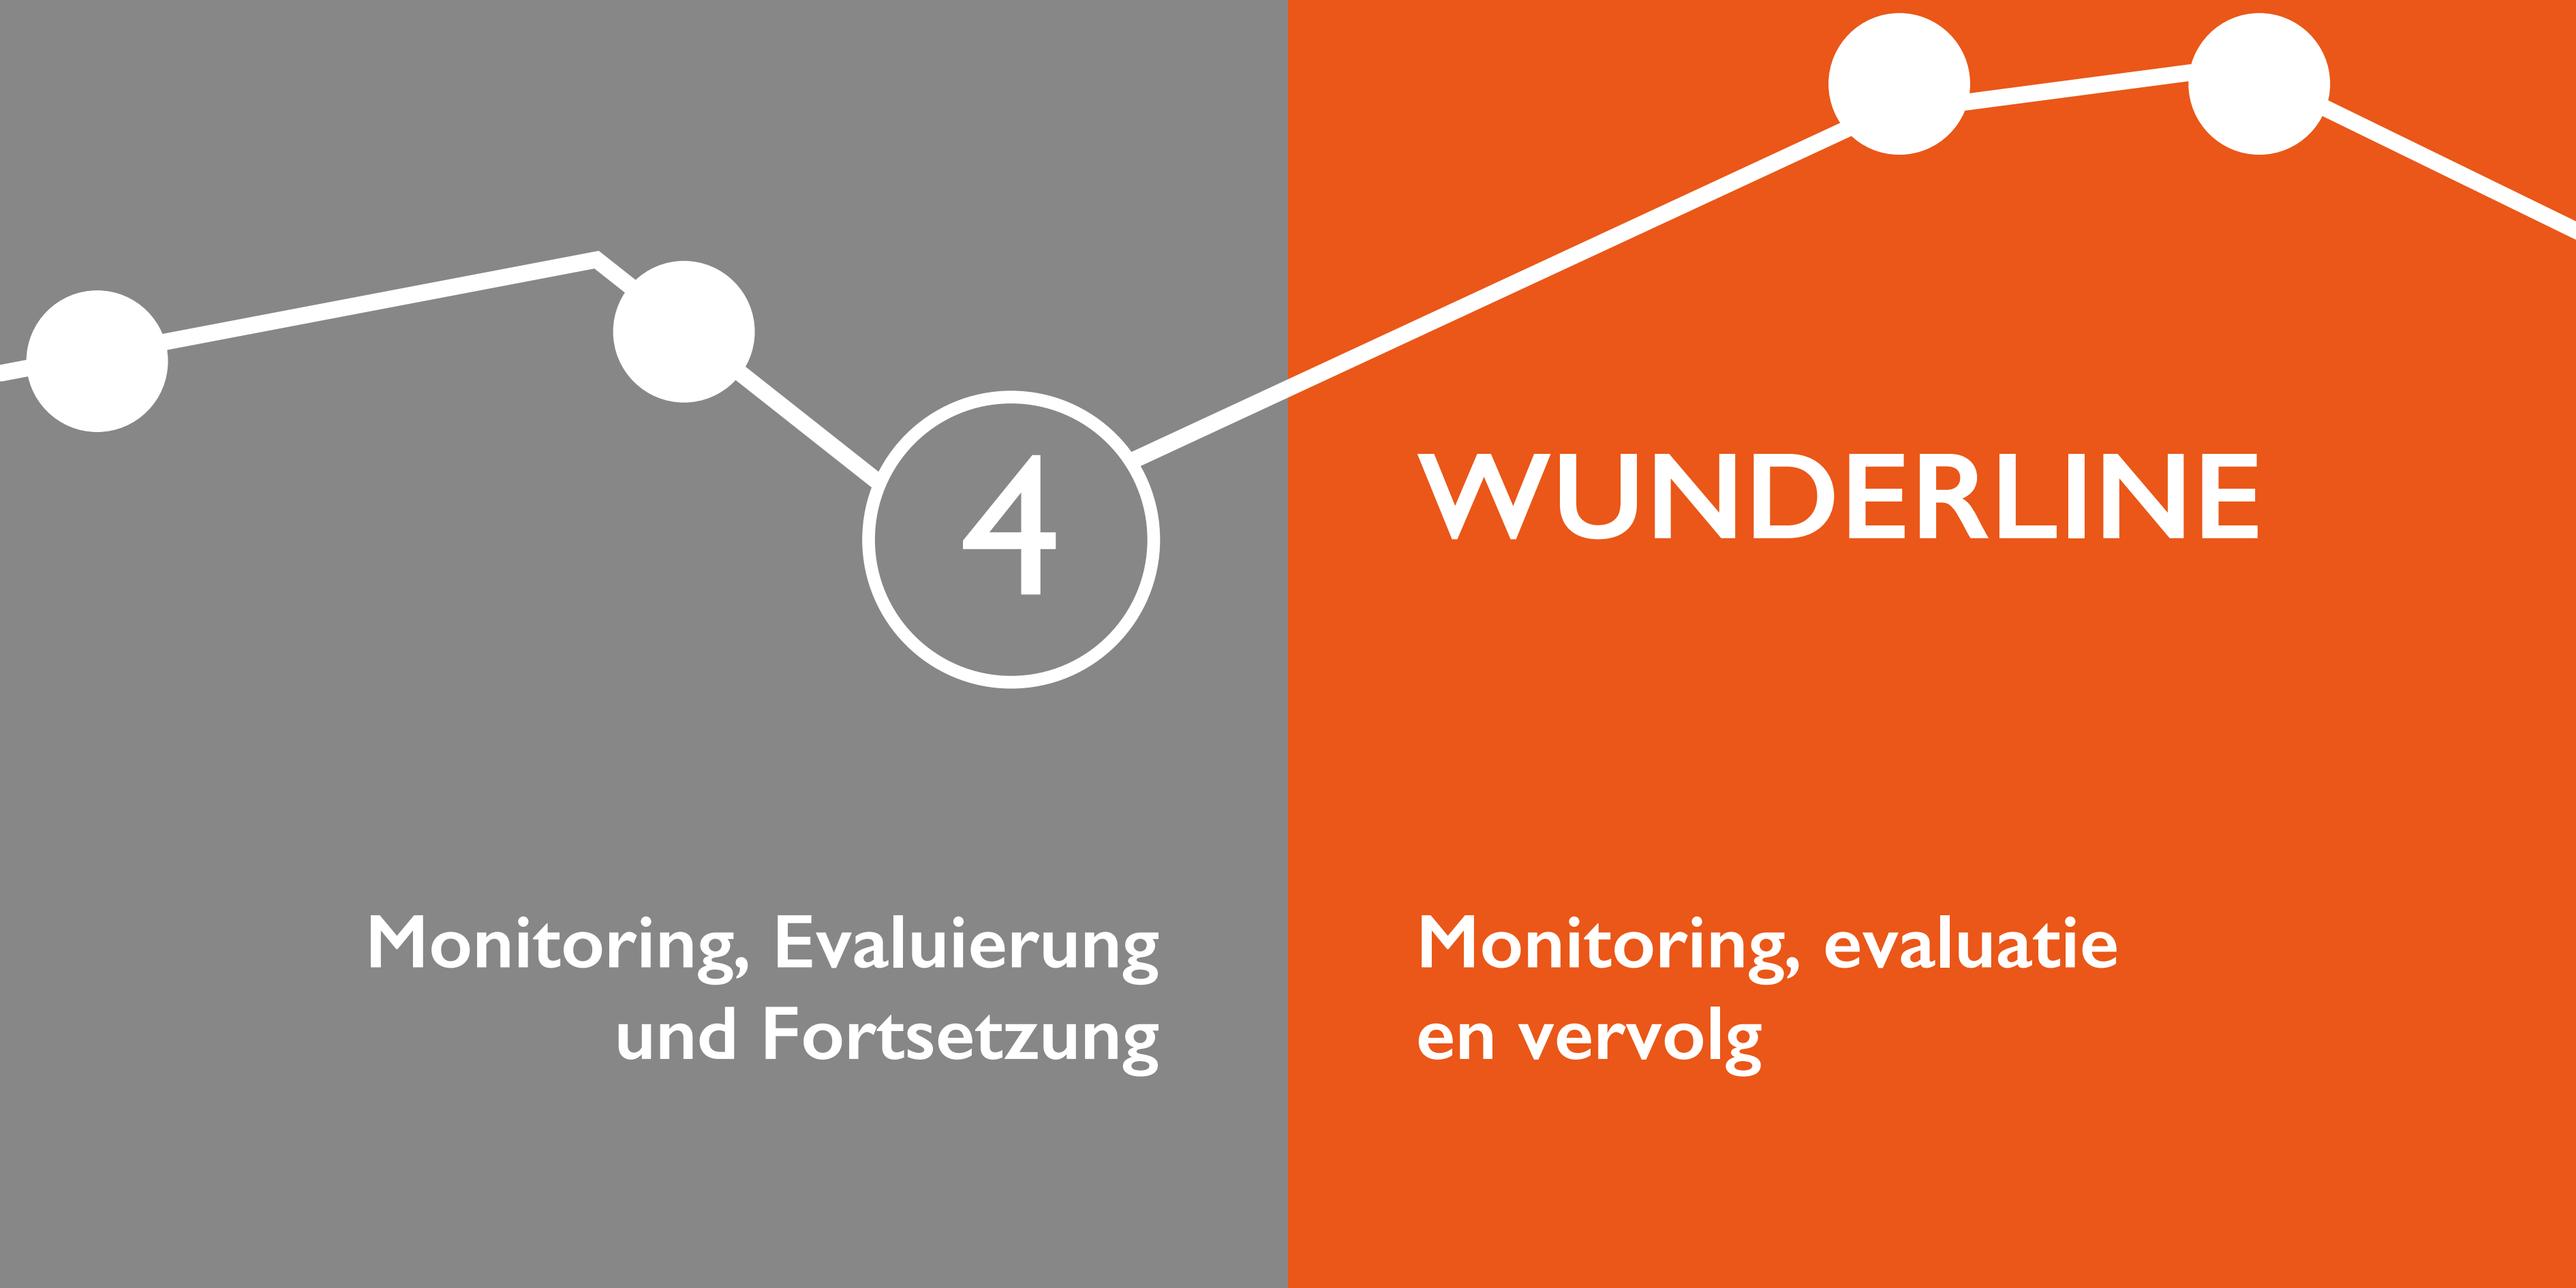 4
WUNDERLINE
Monitoring, Evaluierung
und Fortsetzung
Monitoring, evaluatie
en vervolg